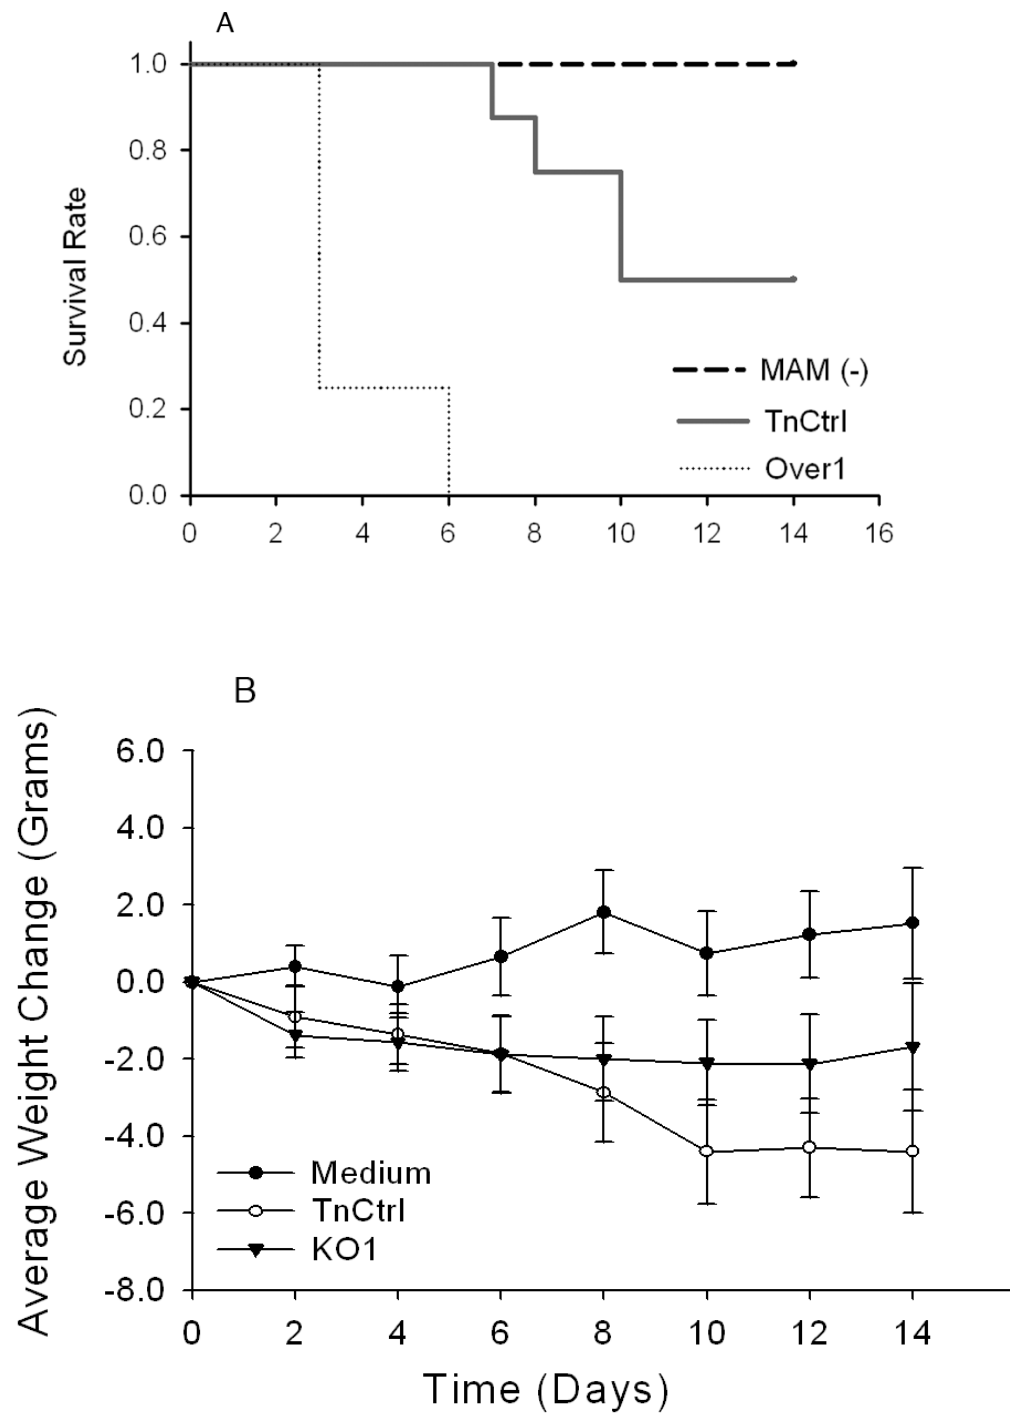 A
1.0
0.8
0.6
0.4
0.2
0.0
Survival Rate
MAM (-)
TnCtrl
Over1
0 2 4 6 8 10 12 14 16
B
6.0
4.0
2.0
0.0
-2.0
-4.0
-6.0
-8.0
Average Weight Change (Grams)
Medium
TnCtrl
KO1
0 2 4 6 8 10 12 14
Time (Days)